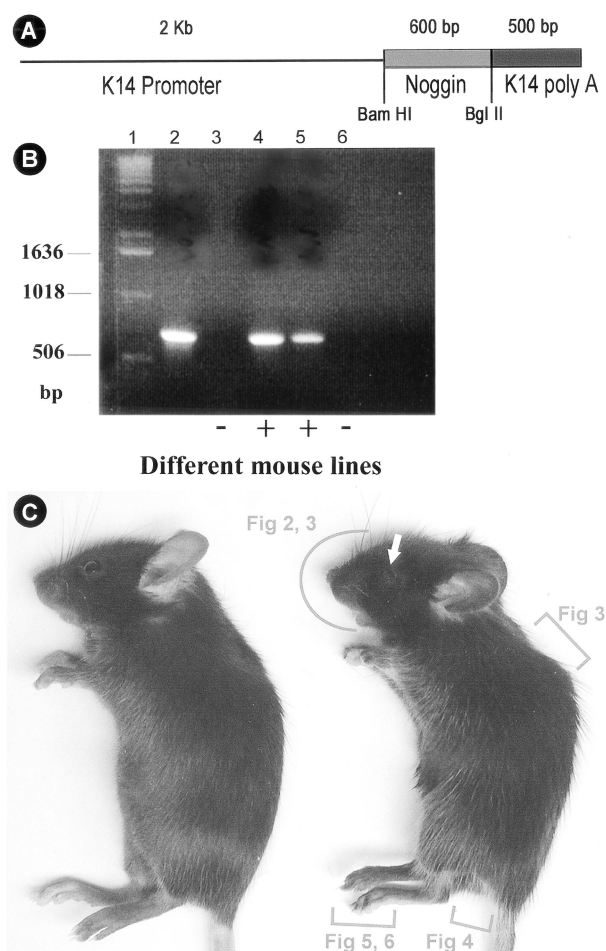 A
2 Kb 600 bp 500 bp
K14 Promoter Noggin K14 poly A
Bam HI Bgl II
B
1 2 3 4 5 6
1636
1018
506
bp
- + + -
Different mouse lines
C
Fig 2, 3
Fig 3
Fig 5, 6 Fig 4